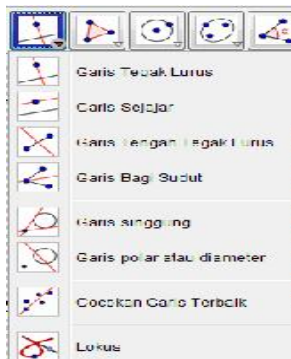 Garis Tegak Lurus
Garis Sejajar
Garis Tengah Tegak Lurus
Garis Bagi Sudut
Garis singgung
Garis polar atau diameter
Cocokan Garis Terbaik
Lokus